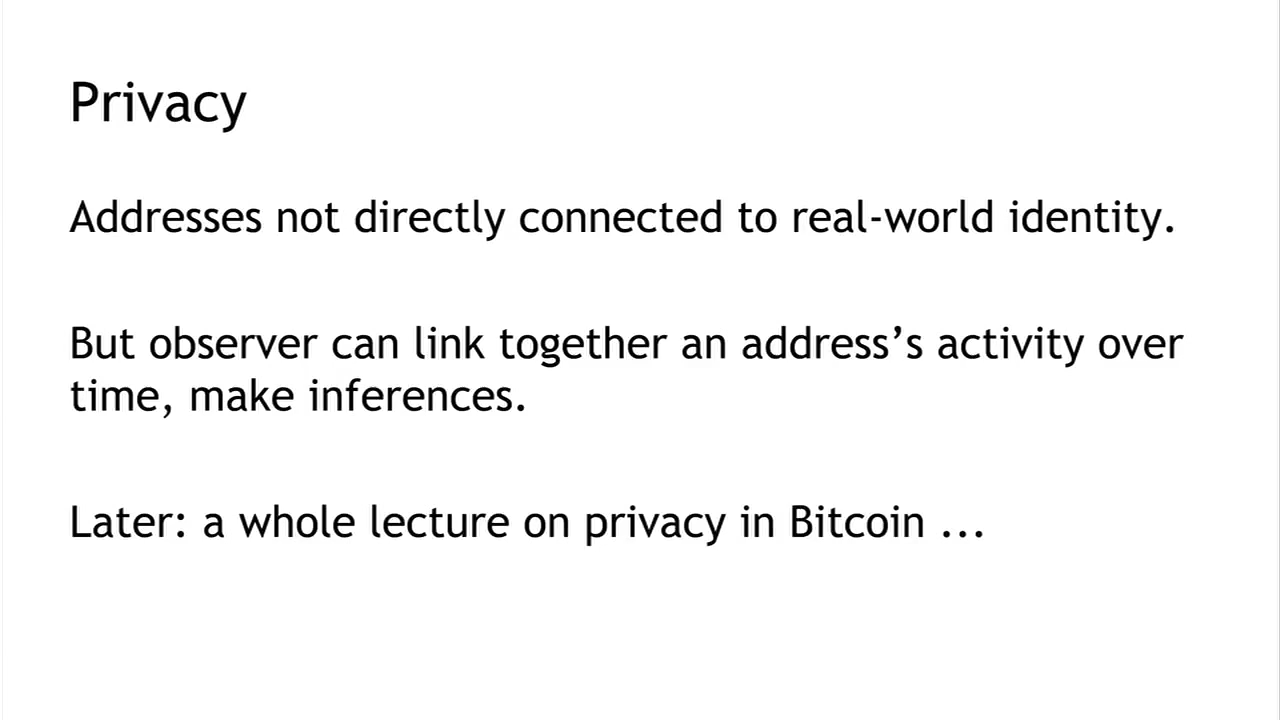 Privacy
Addresses not directly connected to real-world identity.
But observer can link together an address’s activity over
time, make inferences.
Later: a whole lecture on privacy in Bitcoin ...